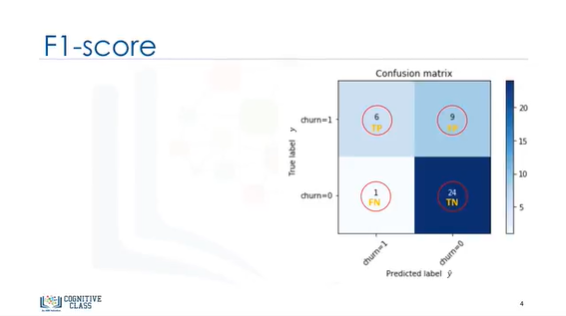 F1-score
Confusion matrix
churn=1
churn=0
True label y
6
TP
9
1
FN
24
TN
20
15
10
5
churn=1
churn=0
Predicted label ŷ
COGNITIVE
CLASS
4